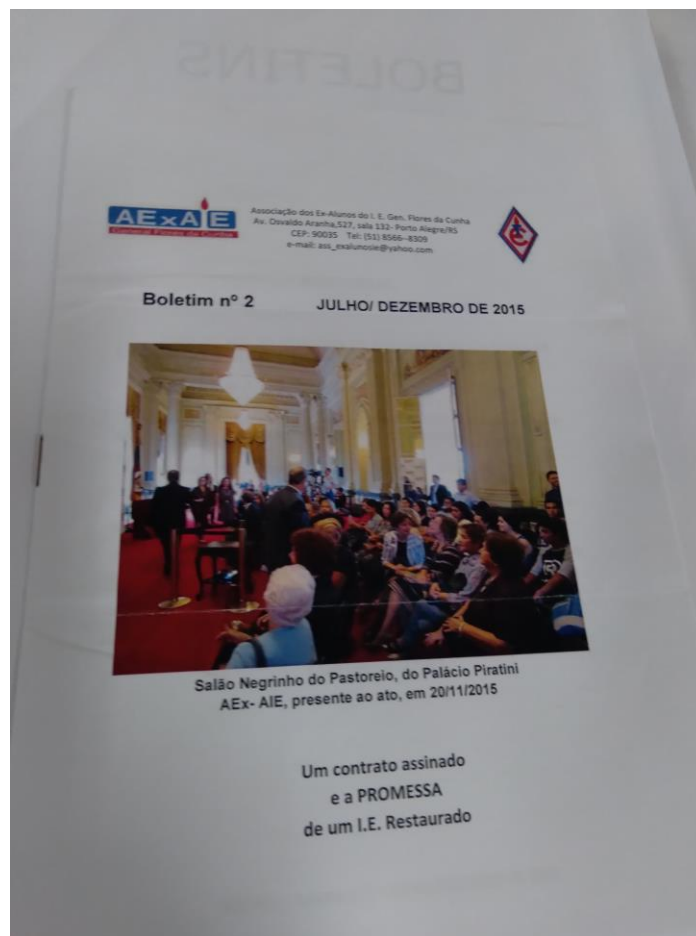 BOLETINS
AExAIE
General Flores da Cunha
Associação dos Ex-Alunos do I. E. Gen. Flores da Cunha
Av. Osvaldo Aranha,527, sala 132- Porto Alegre/RS
CEP: 90035 Tel: (51) 8566--8309
e-mail: ass_exalunosie@yahoo.com
Boletim nº 2 JULHO/ DEZEMBRO DE 2015
Salão Negrinho do Pastoreio, do Palácio Piratini
AEx- AIE, presente ao ato, em 20/11/2015
Um contrato assinado
e a PROMESSA
de um I.E. Restaurado